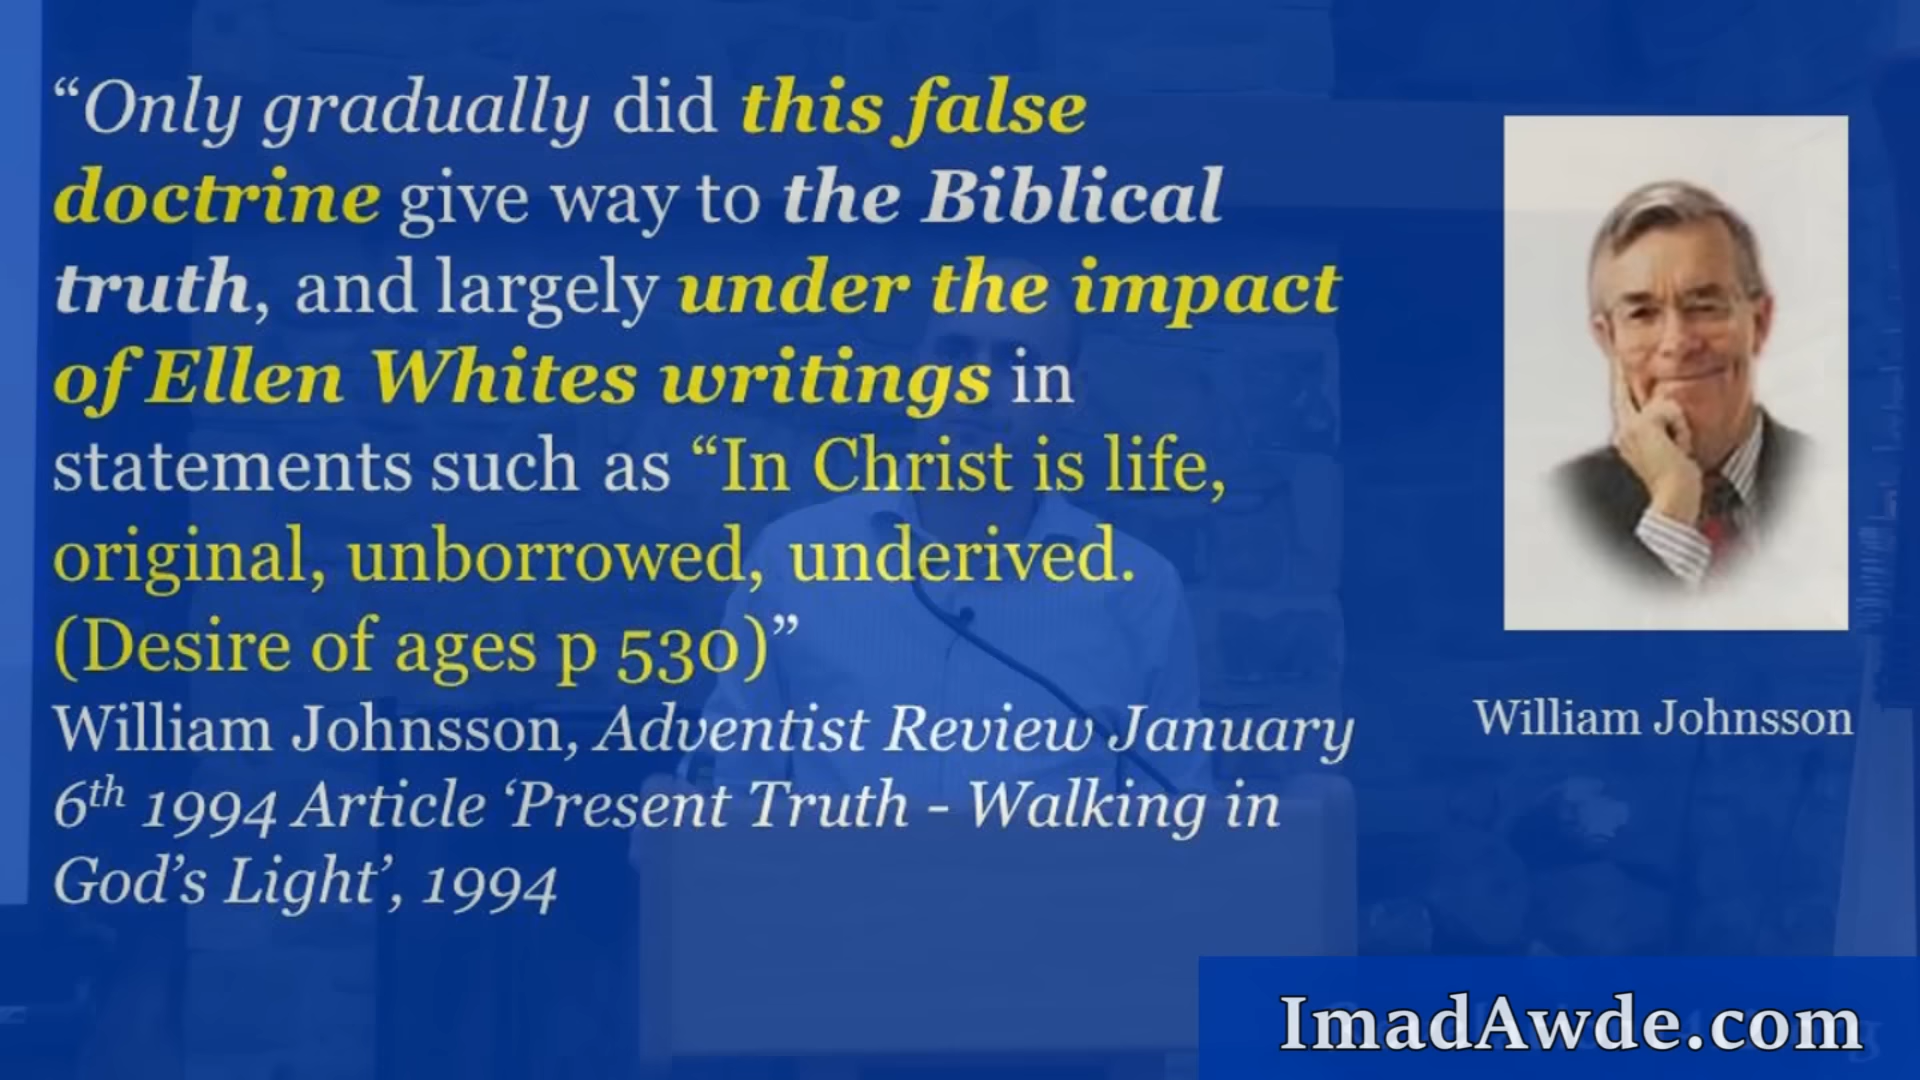 “Only gradually did this false
doctrine give way to the Biblical
truth, and largely under the impact
of Ellen Whites writings in
statements such as “In Christ is life,
original, unborrowed, underived.
(Desire of ages p 530)”
William Johnsson, Adventist Review January
6th 1994 Article ‘Present Truth - Walking in
God’s Light’, 1994
William Johnsson
ImadAwde.com